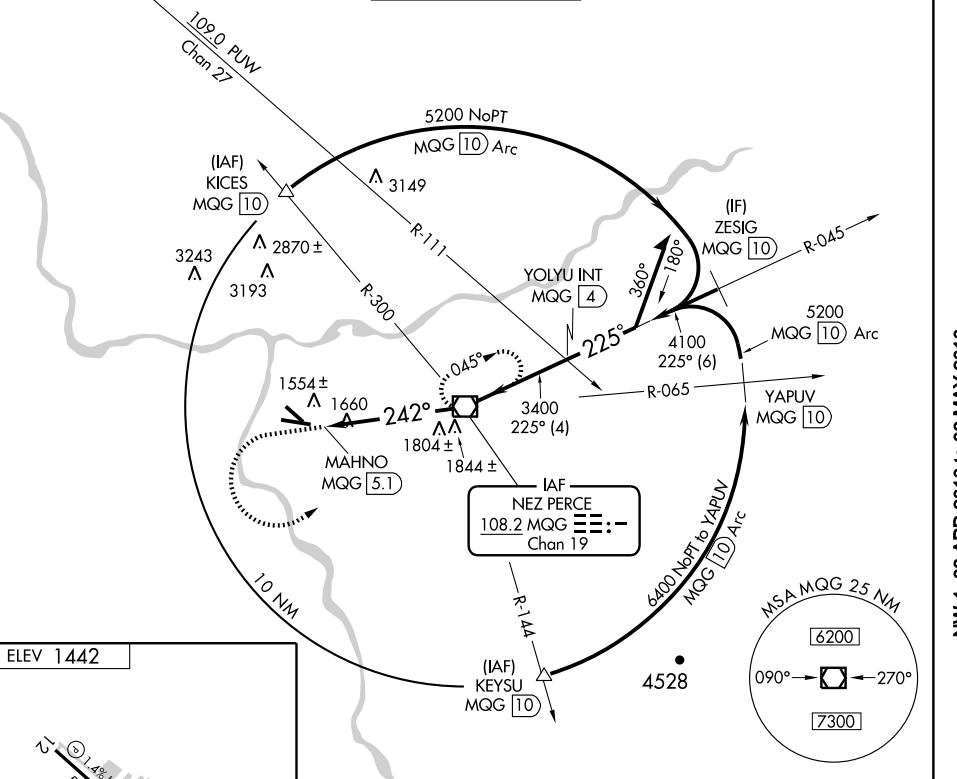 109.0 PUW
Chan 27
5200 NoPT
MQG 10 Arc
(IAF)
KICES
MQG 10
3149
R-111
(IF)
ZESIG
MQG 10
R-045
3243
2870 ±
3193
R-300
YOLYU INT
MQG 4
360°
180°
5200
MQG 10 Arc
225°
4100
225° (6)
045°
R-065
YAPUV
MQG 10
1554 ±
1660
242°
3400
225° (4)
1804 ±
1844 ±
MAHNO
MQG 5.1
IAF
NEZ PERCE
108.2 MQG
Chan 19
6400 NoPT to YAPUV
MQG 10 Arc
10 NM
R-144
(IAF)
KEYSU
MQG 10
4528
MSA MQG 25 NM
6200
090°
270°
7300
ELEV 1442
12
P
1.4%